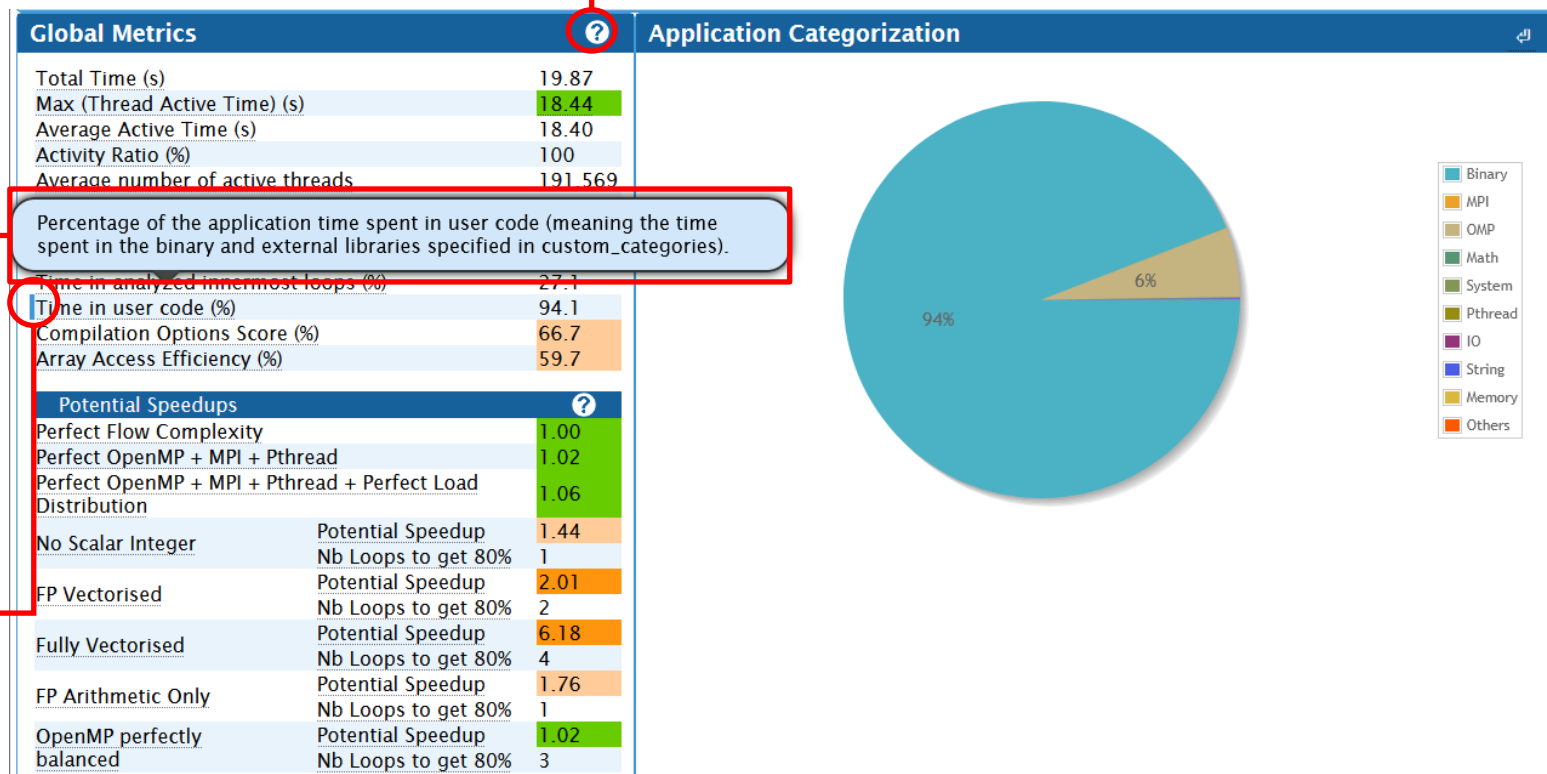 Global Metrics ?
Total Time (s) 19.87
Max (Thread Active Time) (s) 18.44
Average Active Time (s) 18.40
Activity Ratio (%) 100
Average number of active threads 191.569
Percentage of the application time spent in user code (meaning the time
spent in the binary and external libraries specified in custom_categories).
Time in analyzed innermost loops (%) 27.1
Time in user code (%) 94.1
Compilation Options Score (%) 66.7
Array Access Efficiency (%) 59.7
Potential Speedups ?
Perfect Flow Complexity 1.00
Perfect OpenMP + MPI + Pthread 1.02
Perfect OpenMP + MPI + Pthread + Perfect Load
Distribution 1.06
No Scalar Integer Potential Speedup 1.44
Nb Loops to get 80% 1
FP Vectorised Potential Speedup 2.01
Nb Loops to get 80% 2
Fully Vectorised Potential Speedup 6.18
Nb Loops to get 80% 4
FP Arithmetic Only Potential Speedup 1.76
Nb Loops to get 80% 1
OpenMP perfectly Potential Speedup 1.02
balanced Nb Loops to get 80% 3
Application Categorization
94%
6%
Binary
MPI
OMP
Math
System
Pthread
IO
String
Memory
Others